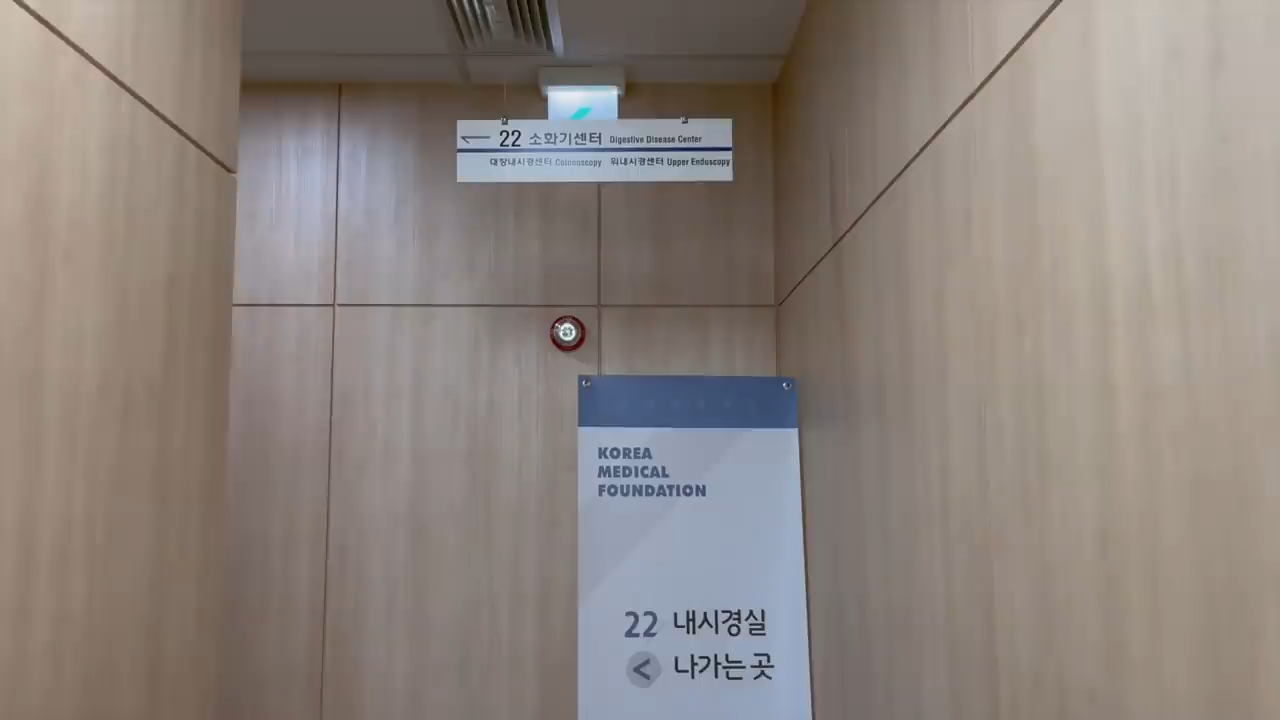 22 소화기센터 Digestive Disease Center
대장내시경센터 Colonoscopy 위내시경센터 Upper Endoscopy
KOREA
MEDICAL
FOUNDATION
22 내시경실
< 나가는 곳